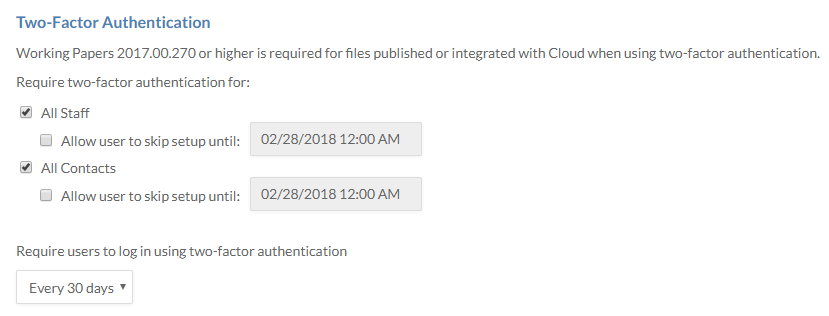 Two-Factor Authentication
Working Papers 2017.00.270 or higher is required for files published or integrated with Cloud when using two-factor authentication.
Require two-factor authentication for:
All Staff
Allow user to skip setup until: 02/28/2018 12:00 AM
All Contacts
Allow user to skip setup until: 02/28/2018 12:00 AM
Require users to log in using two-factor authentication
Every 30 days